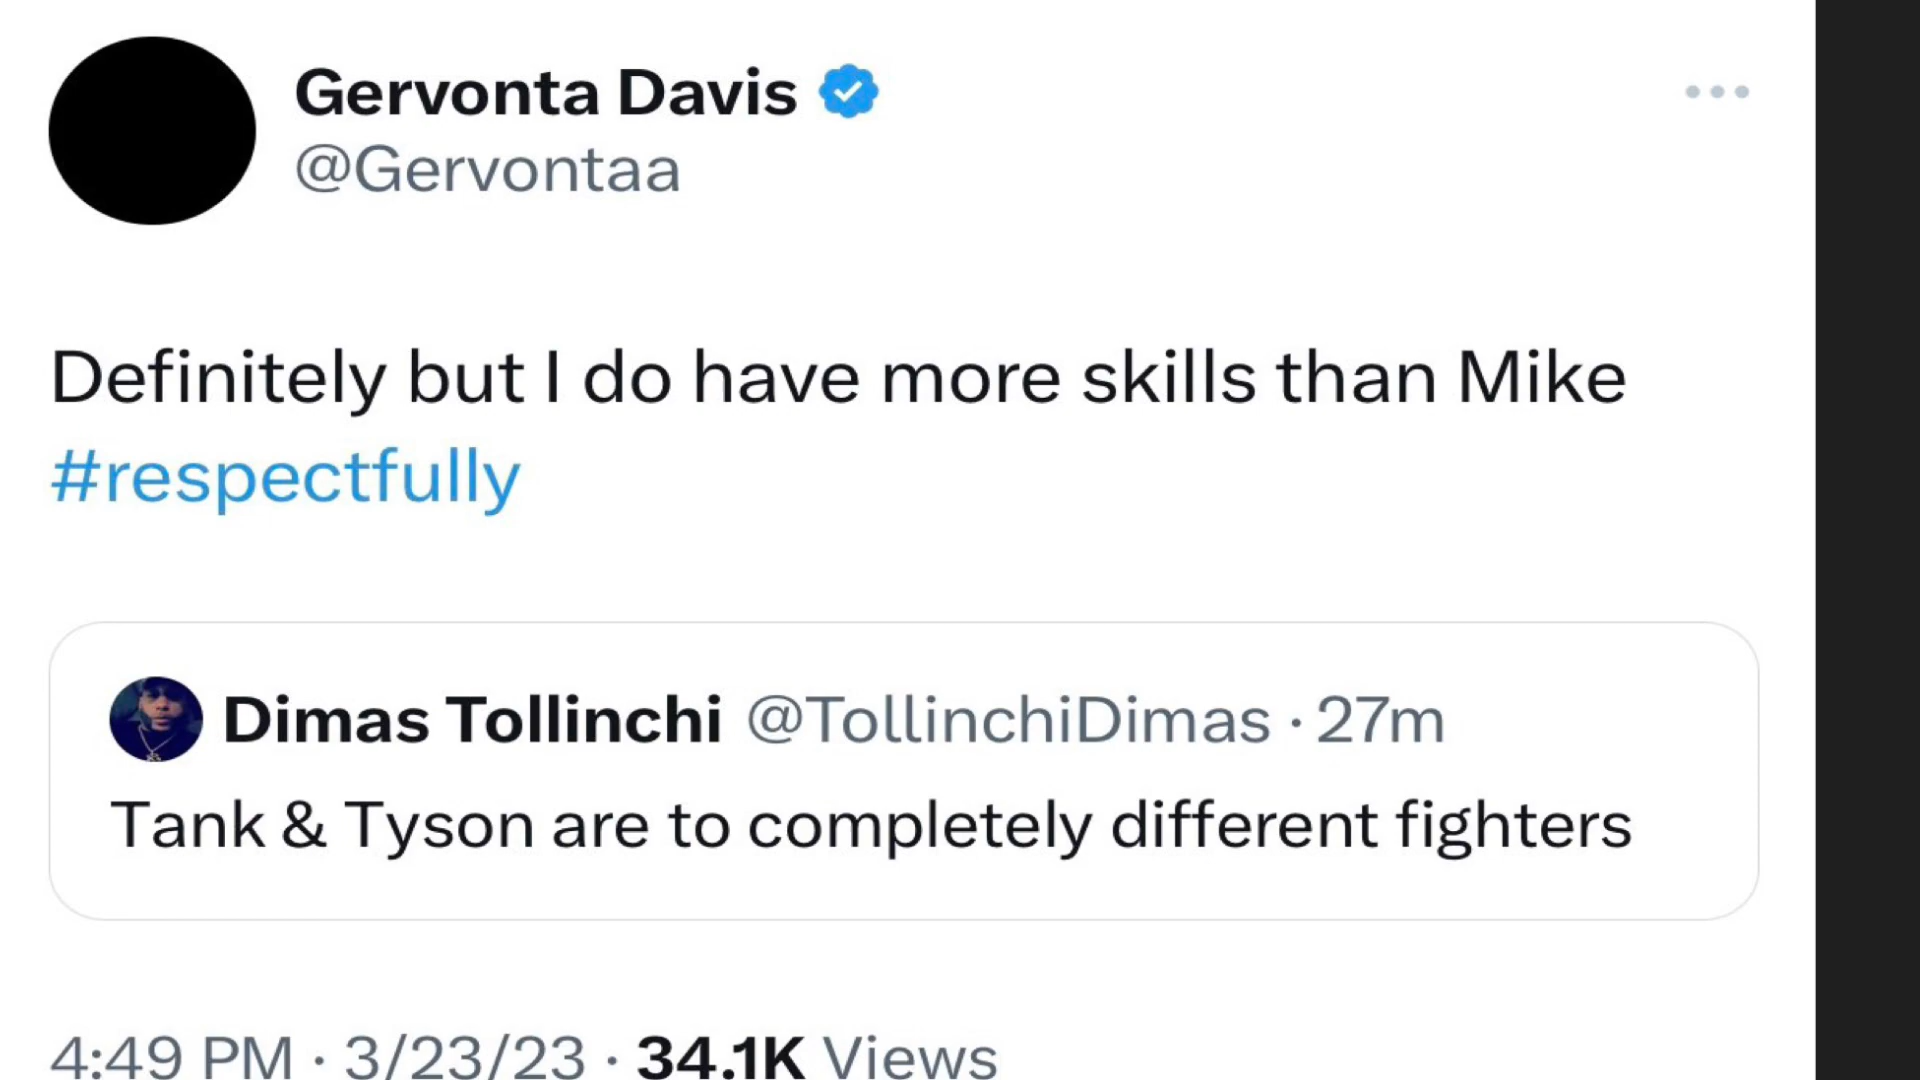 Gervonta Davis
@Gervontaa
Definitely but I do have more skills than Mike
#respectfully
Dimas Tollinchi @TollinchiDimas · 27m
Tank & Tyson are to completely different fighters
4:49 PM · 3/23/23 · 34.1K Views